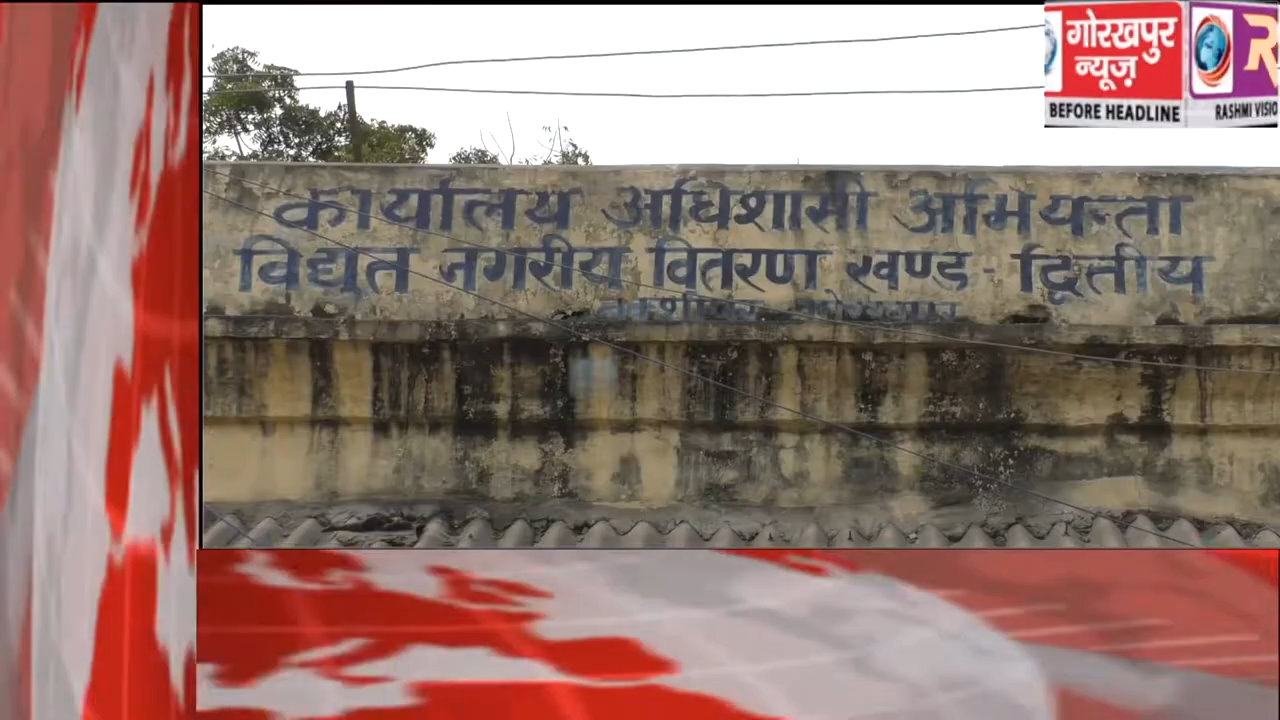 गोरखपुर
न्यूज़
BEFORE HEADLINE
R
RASHMI VISIO
कार्यालय अधिशासी अभियन्ता
विद्युत नगरीय वितरण खण्ड - द्वितीय